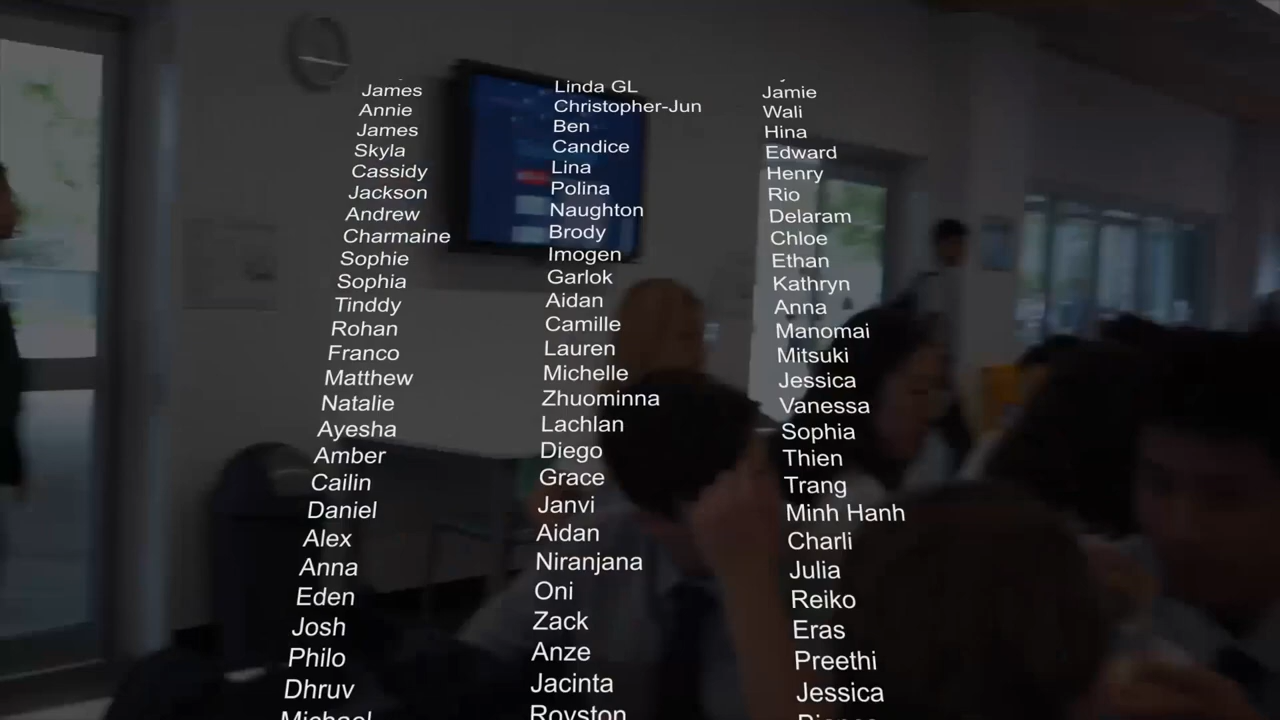 James
Annie
James
Skyla
Cassidy
Jackson
Andrew
Charmaine
Sophie
Sophia
Tinddy
Rohan
Franco
Matthew
Natalie
Ayesha
Amber
Cailin
Daniel
Alex
Anna
Eden
Josh
Philo
Dhruv
Michael
Linda GL
Christopher-Jun
Ben
Candice
Lina
Polina
Naughton
Brody
Imogen
Garlok
Aidan
Camille
Lauren
Michelle
Zhuominna
Lachlan
Diego
Grace
Janvi
Aidan
Niranjana
Oni
Zack
Anze
Jacinta
Royston
Jamie
Wali
Hina
Edward
Henry
Rio
Delaram
Chloe
Ethan
Kathryn
Anna
Manomai
Mitsuki
Jessica
Vanessa
Sophia
Thien
Trang
Minh Hanh
Charli
Julia
Reiko
Eras
Preethi
Jessica